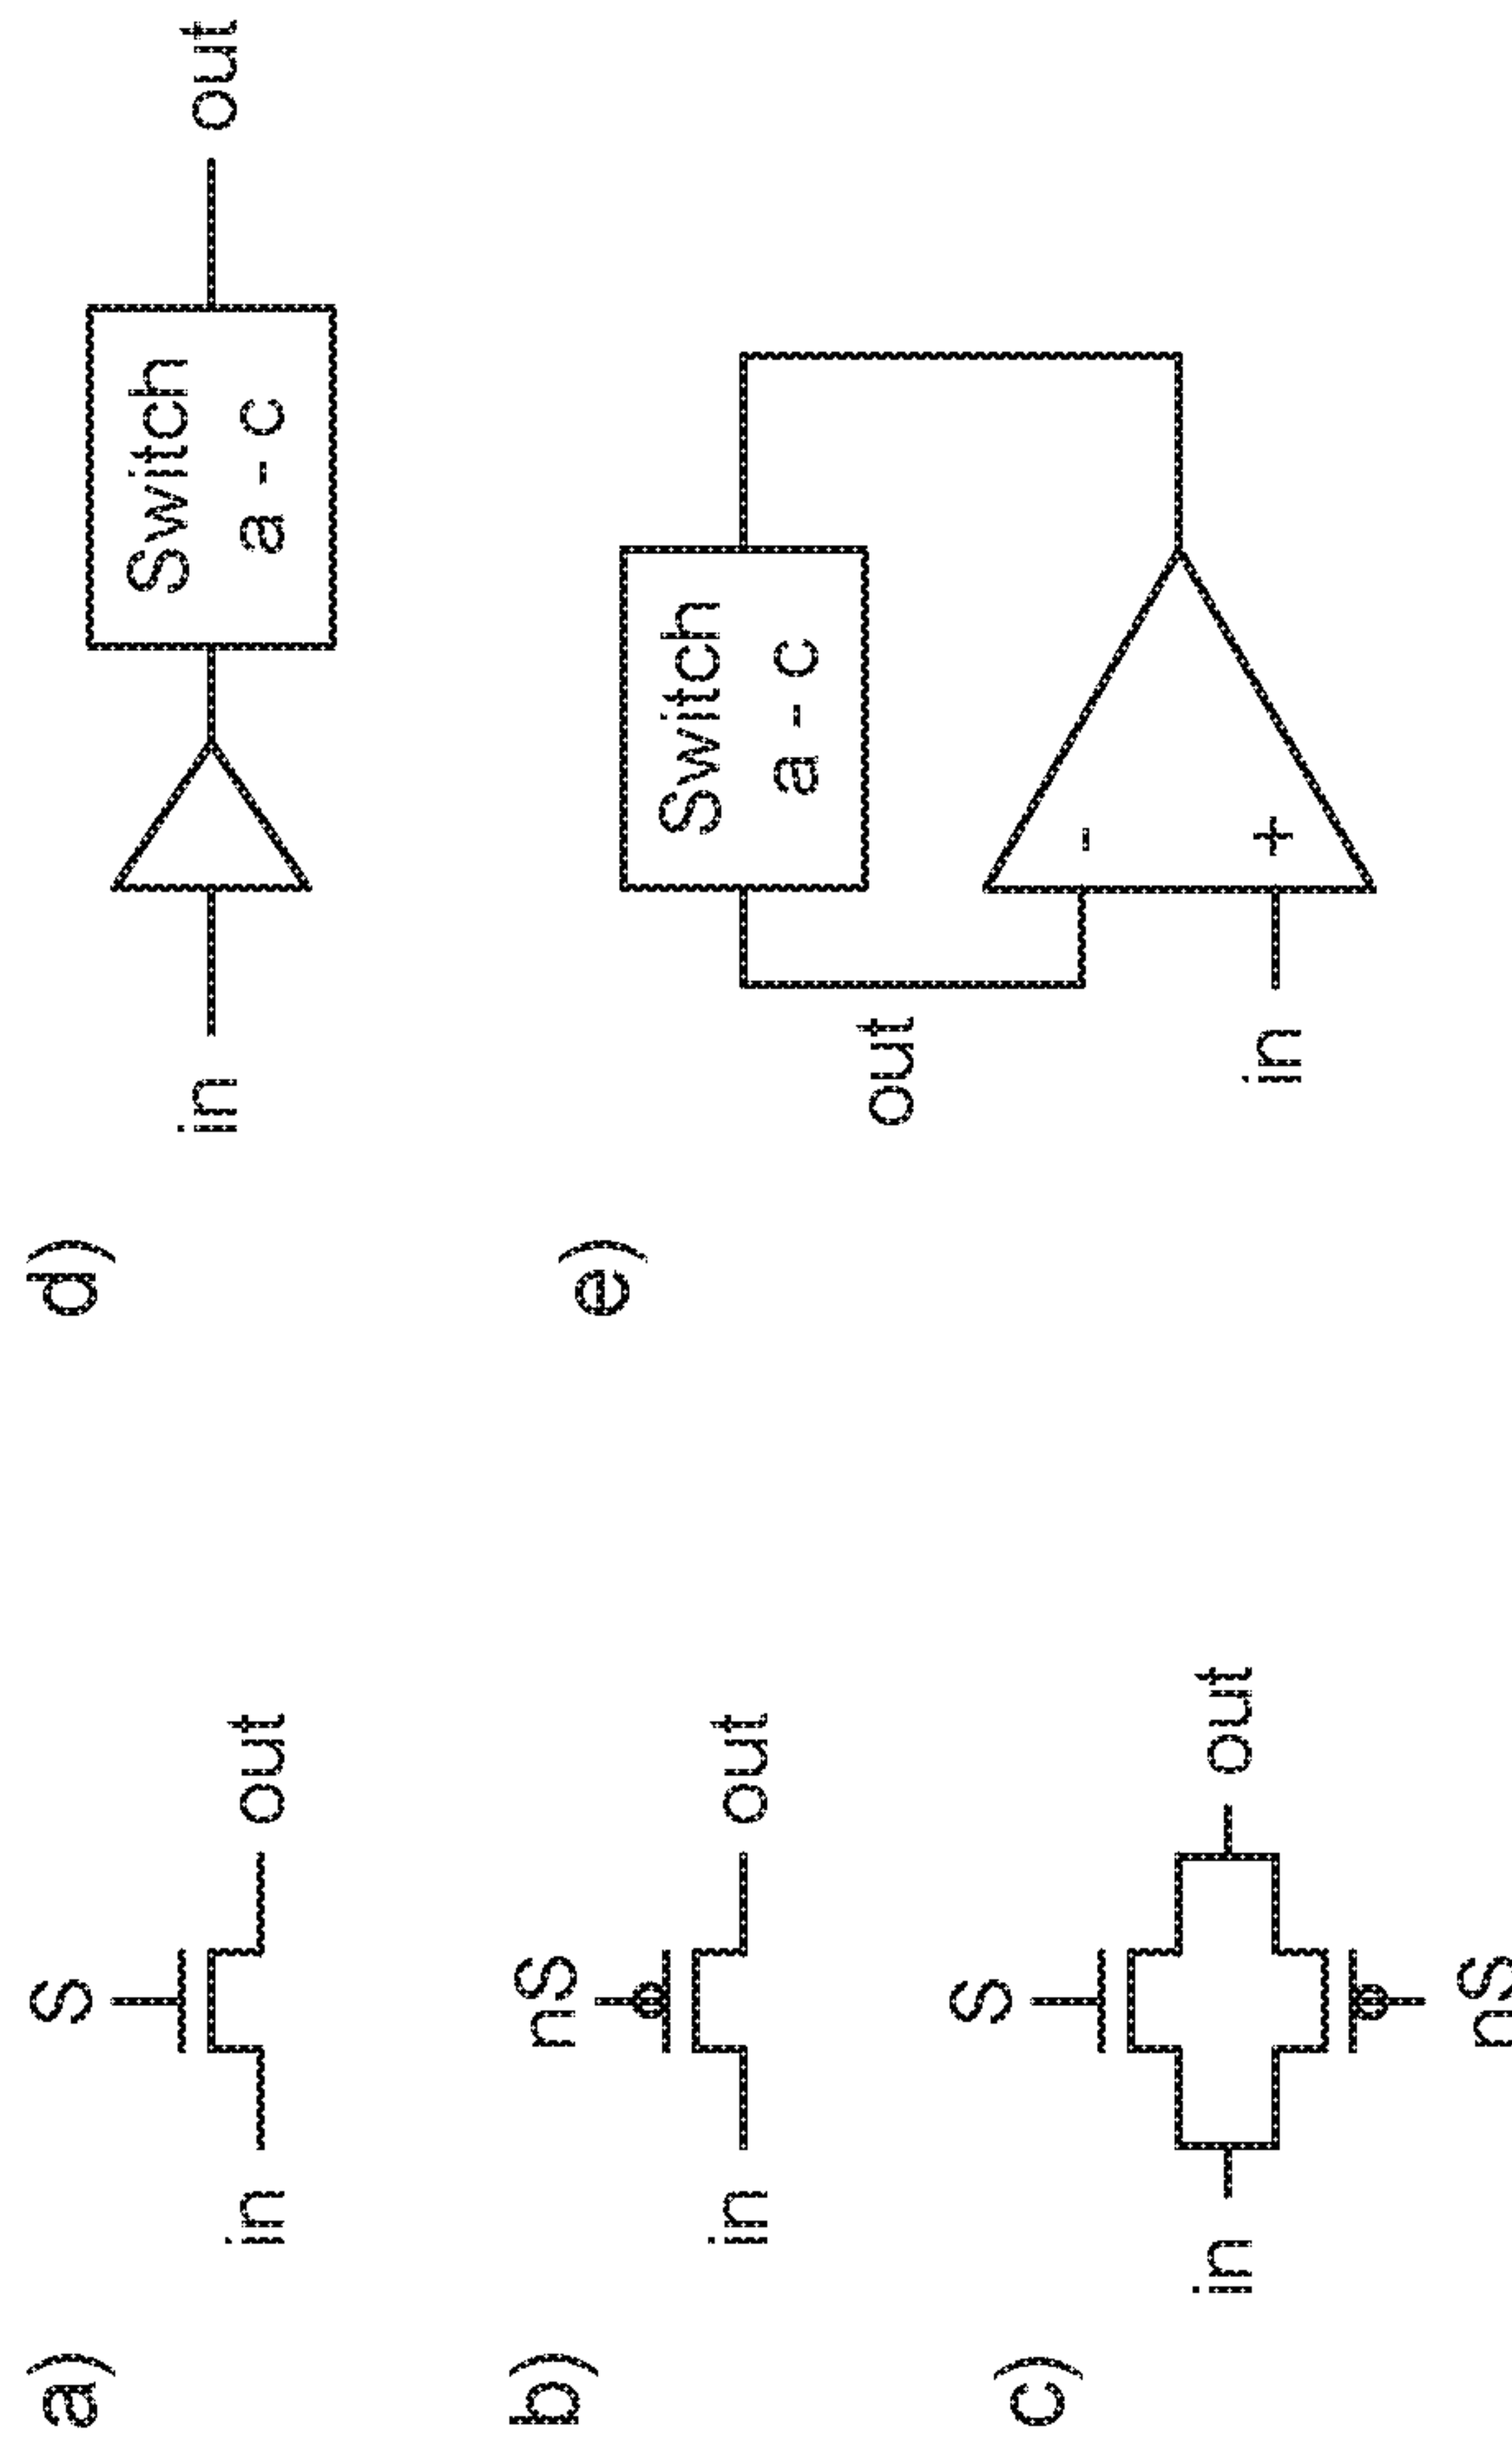 a)
S
in
out
b)
nS
in
out
c)
S
in
out
nS
d)
in
Switch
a - c
out
e)
Switch
a - c
out
-
+
in